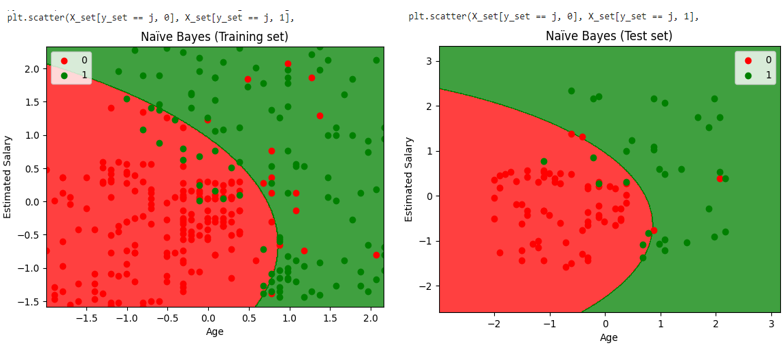 plt.scatter(X_set[y_set == j, 0], X_set[y_set == j, 1],
Naïve Bayes (Training set)
0
1
Estimated Salary
2.0
1.5
1.0
0.5
0.0
−0.5
−1.0
−1.5
−1.5 −1.0 −0.5 0.0 0.5 1.0 1.5 2.0
Age
plt.scatter(X_set[y_set == j, 0], X_set[y_set == j, 1],
Naïve Bayes (Test set)
0
1
Estimated Salary
3
2
1
0
−1
−2
−2 −1 0 1 2 3
Age